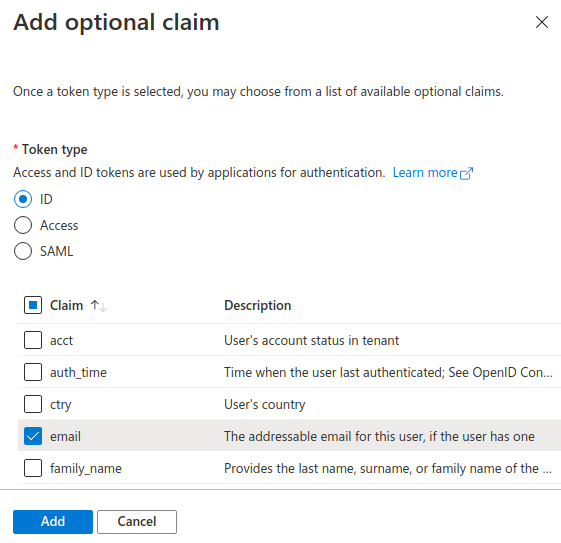 Add optional claim
Once a token type is selected, you may choose from a list of available optional claims.
* Token type
Access and ID tokens are used by applications for authentication. Learn more
ID
Access
SAML
Claim ↑↓ Description
acct User's account status in tenant
auth_time Time when the user last authenticated; See OpenID Con...
ctry User's country
email The addressable email for this user, if the user has one
family_name Provides the last name, surname, or family name of the ...
Add Cancel